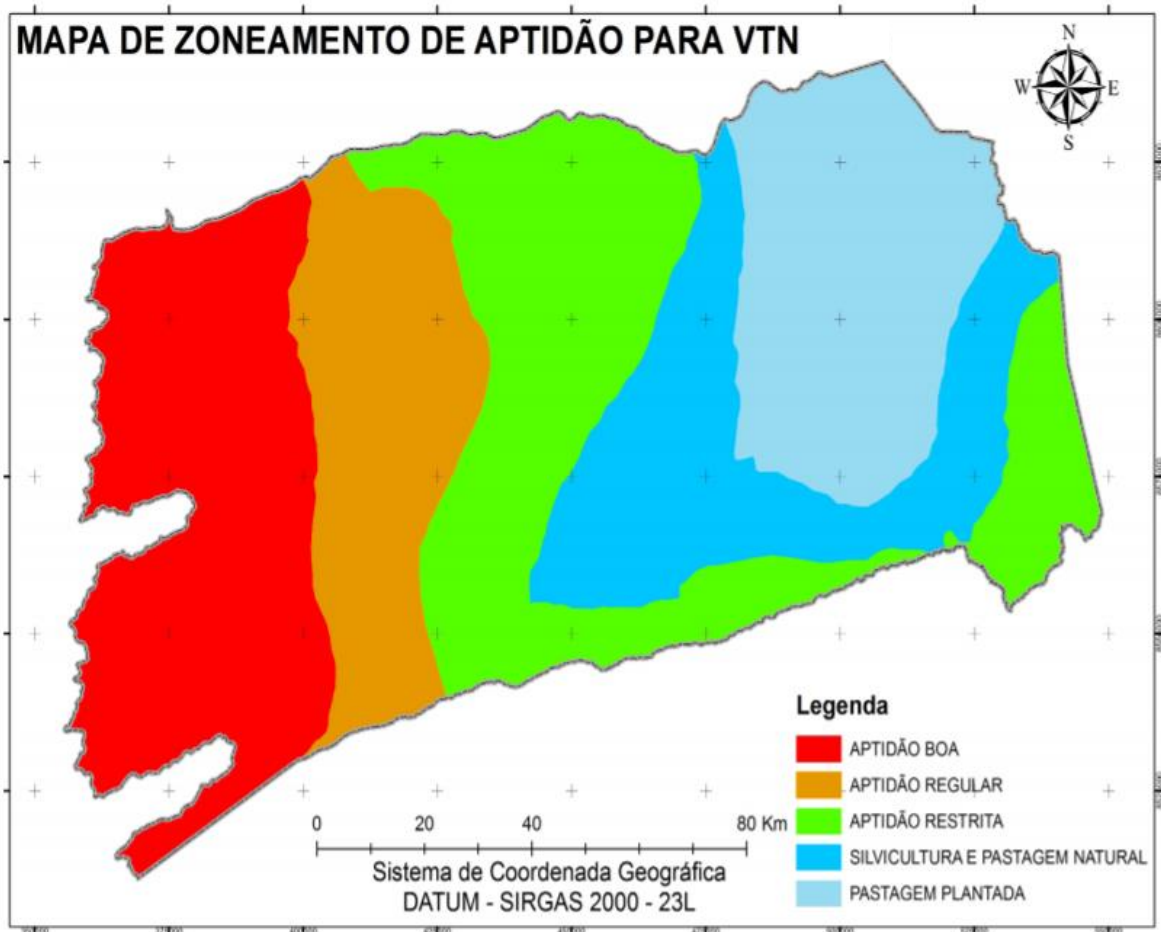 MAPA DE ZONEAMENTO DE APTIDÃO PARA VTN
N
W E
S
Legenda
APTIDÃO BOA
APTIDÃO REGULAR
APTIDÃO RESTRITA
SILVICULTURA E PASTAGEM NATURAL
PASTAGEM PLANTADA
0 20 40 80 Km
Sistema de Coordenada Geográfica
DATUM - SIRGAS 2000 - 23L